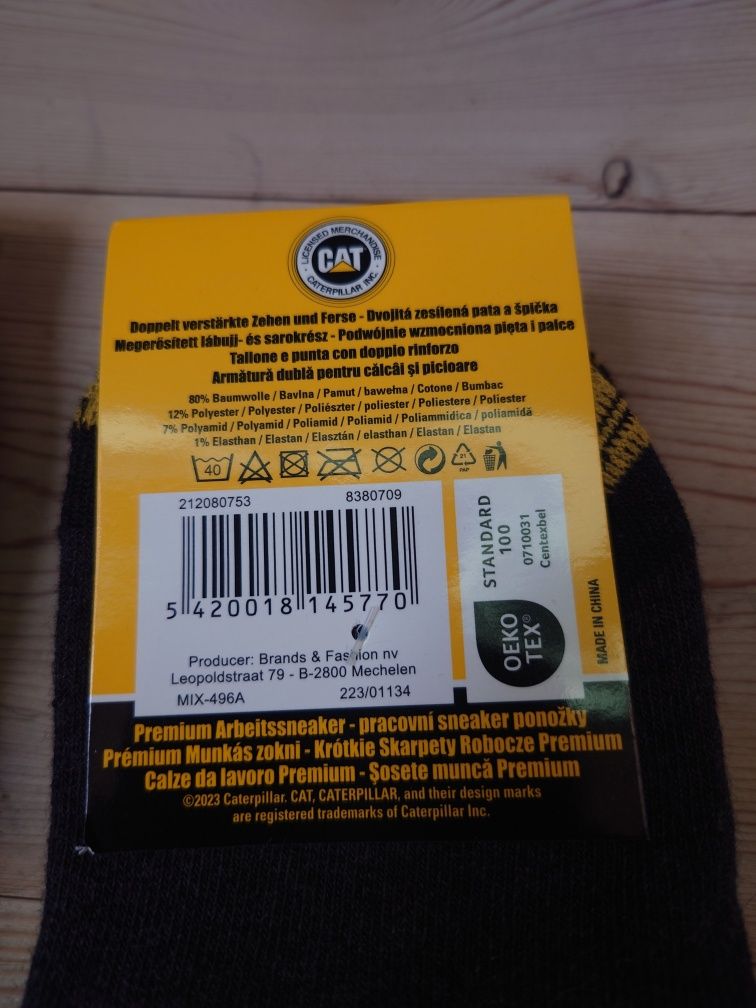 LICENSED MERCHANDISE
CAT
CATERPILLAR INC.
Doppelt verstärkte Zehen und Ferse - Dvojitá zesílená pata a špička
Megerősített lábujj- és sarokrész - Podwójnie wzmocniona pięta i palce
Tallone e punta con doppio rinforzo
Armătură dublă pentru călcâi și picioare
80% Baumwolle / Bavlna / Pamut / bawełna / Cotone / Bumbac
12% Polyester / Polyester / Poliészter / poliester / Poliestere / Poliester
7% Polyamid / Polyamid / Poliamid / Poliamid / Poliammidica / poliamidă
1% Elasthan / Elastan / Elasztán / elasthan / Elastan / Elastan
40
21
PAP
212080753 8380709
5 420018 145770
Producer: Brands & Fashion nv
Leopoldstraat 79 - B-2800 Mechelen
MIX-496A 223/01134
STANDARD
100
0710031
Centexbel
OEKO
TEX®
MADE IN CHINA
Premium Arbeitssneaker - pracovní sneaker ponožky
Prémium Munkás zokni - Krótkie Skarpety Robocze Premium
Calze da lavoro Premium - Șosete muncă Premium
©2023 Caterpillar. CAT, CATERPILLAR, and their design marks
are registered trademarks of Caterpillar Inc.